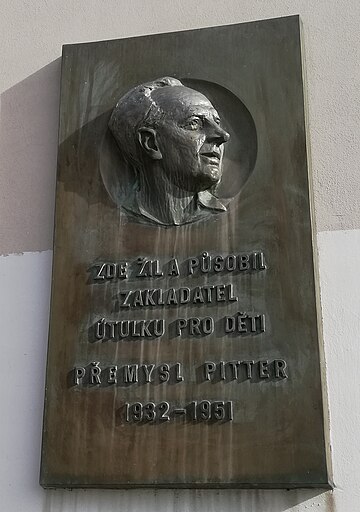 ZDE ŽIL A PŮSOBIL
ZAKLADATEL
ÚTULKU PRO DĚTI
PŘEMYSL PITTER
1932-1951